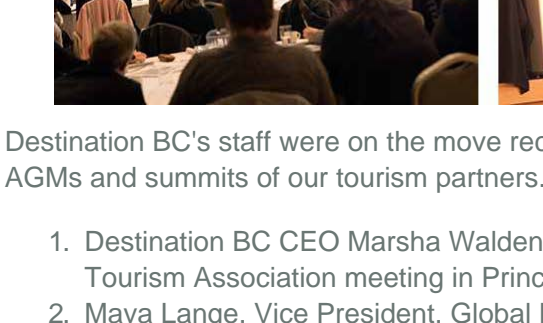 Destination BC's staff were on the move rec
AGMs and summits of our tourism partners.
1. Destination BC CEO Marsha Walden
Tourism Association meeting in Princ
2. Maya Lange, Vice President, Global